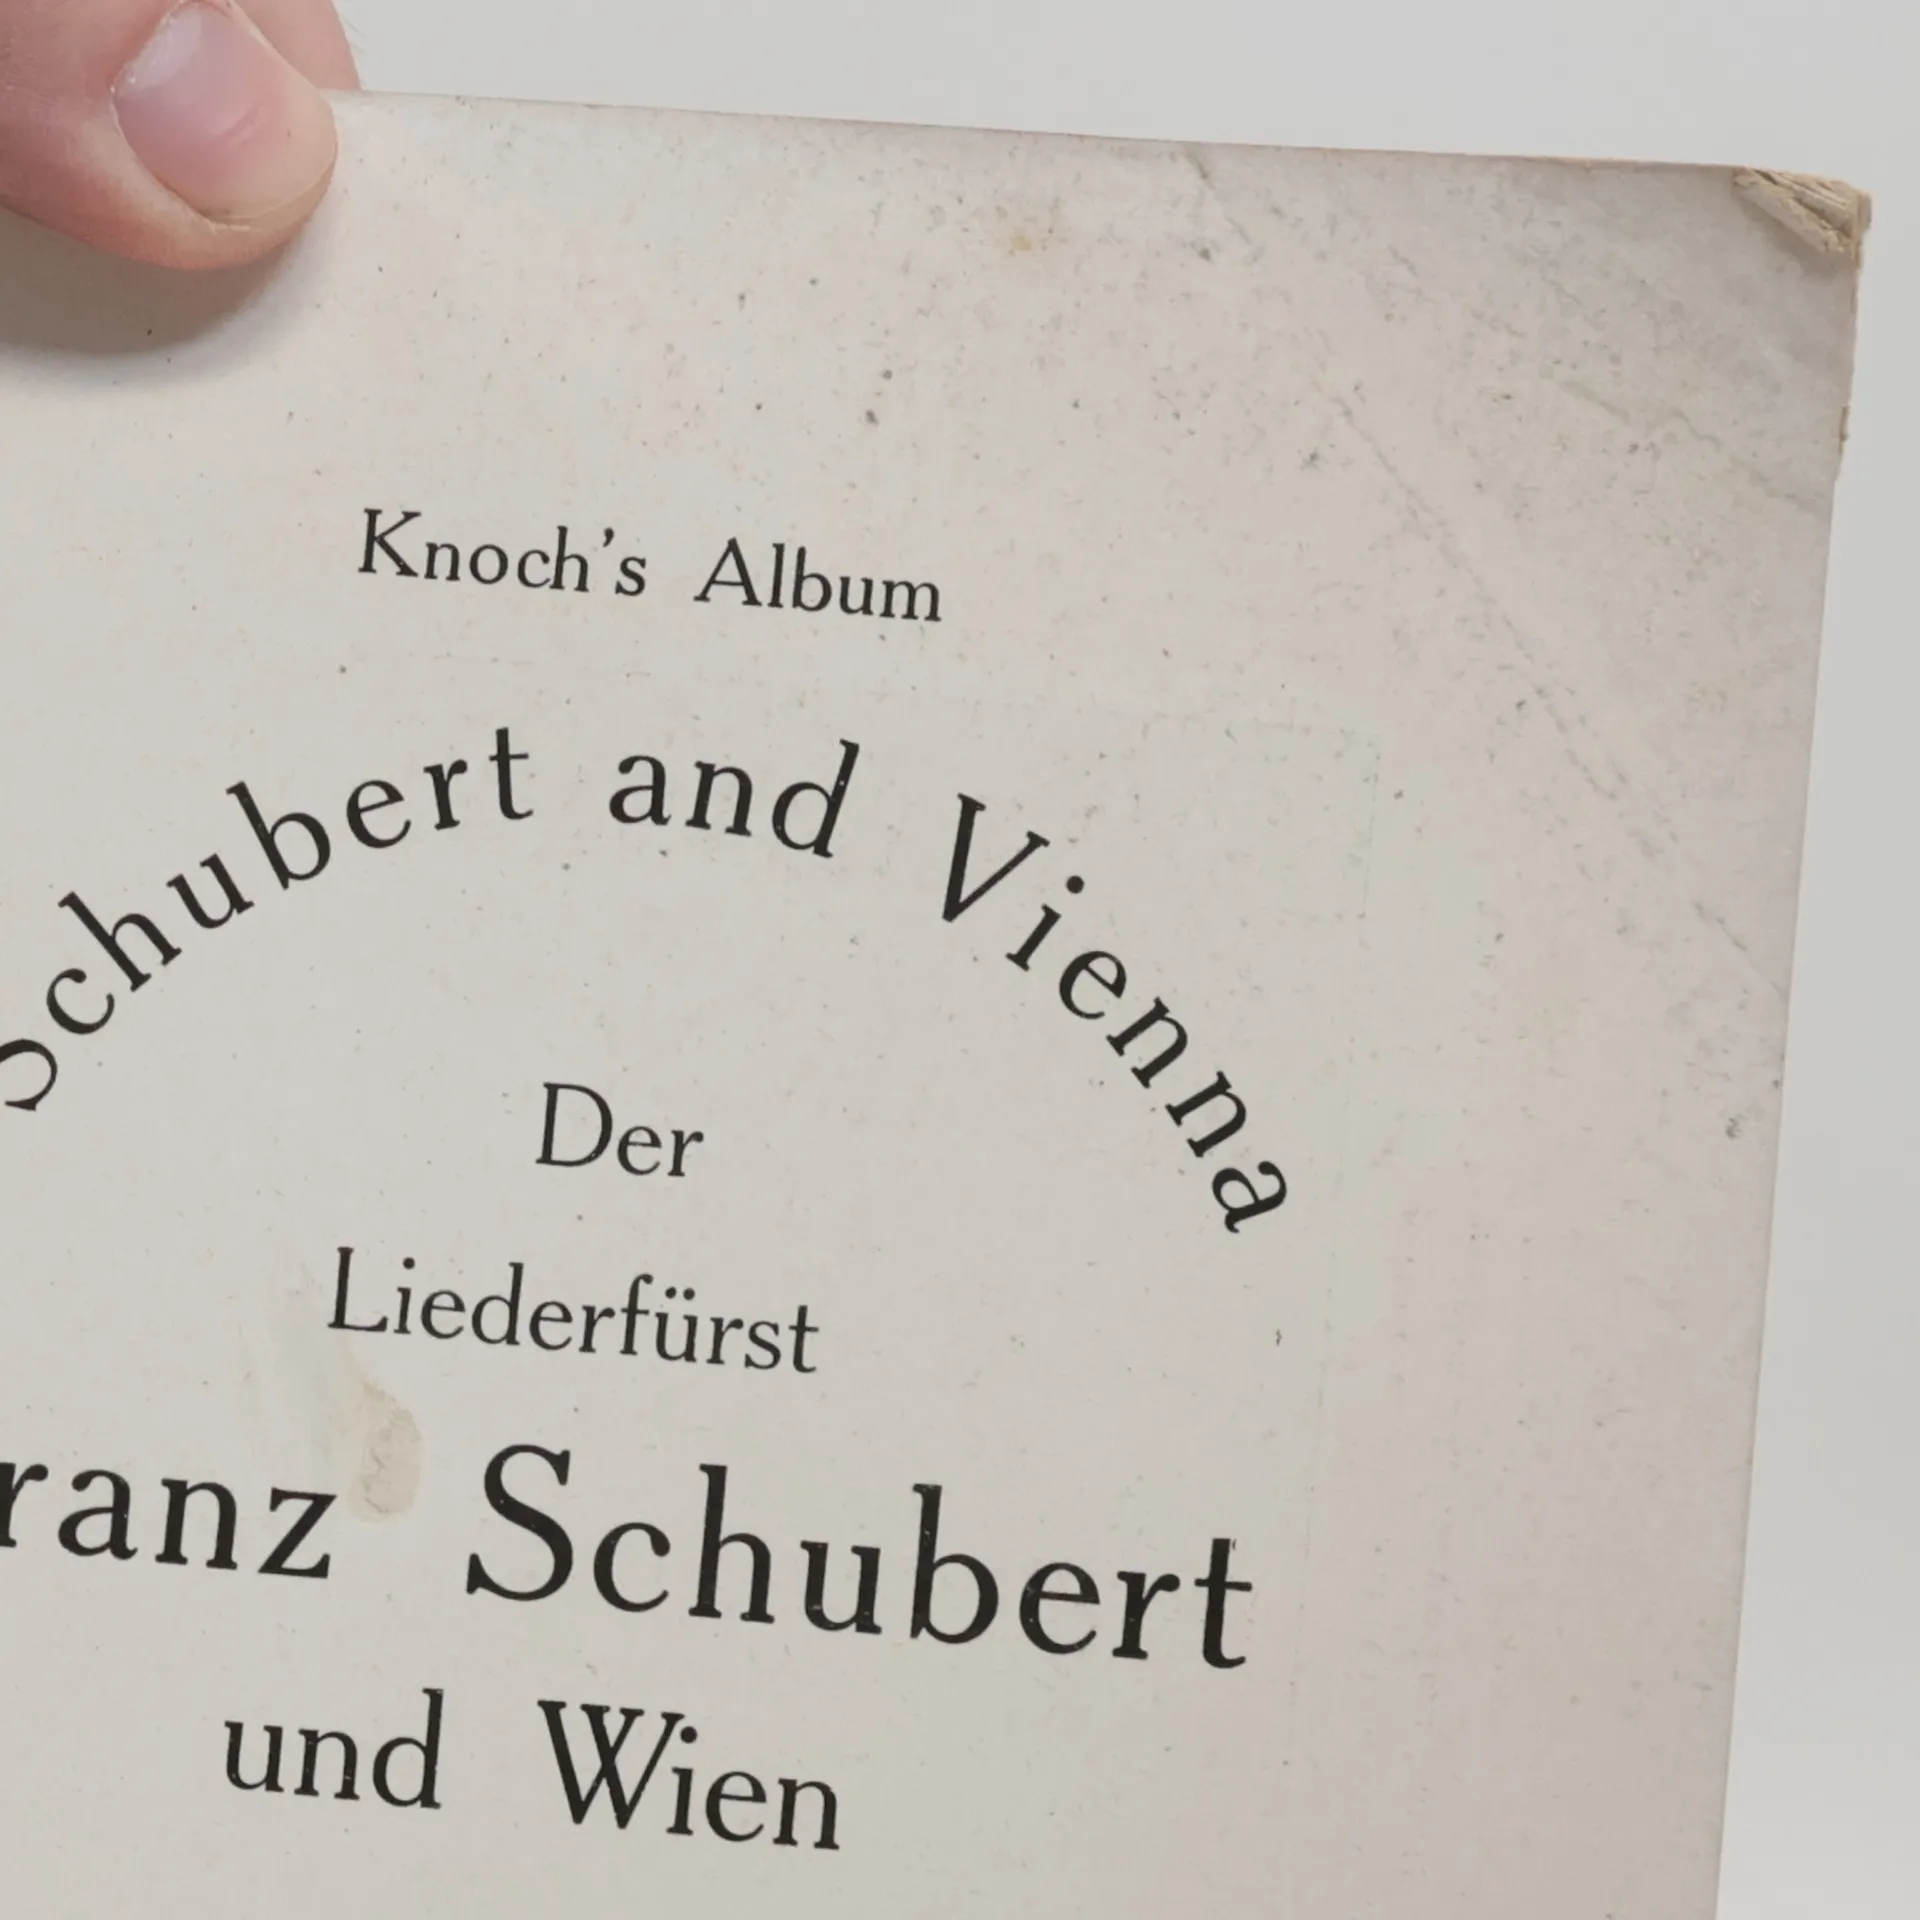 Knoch's Album
Schubert and Vienna
Der
Liederfürst
ranz Schubert
und Wien